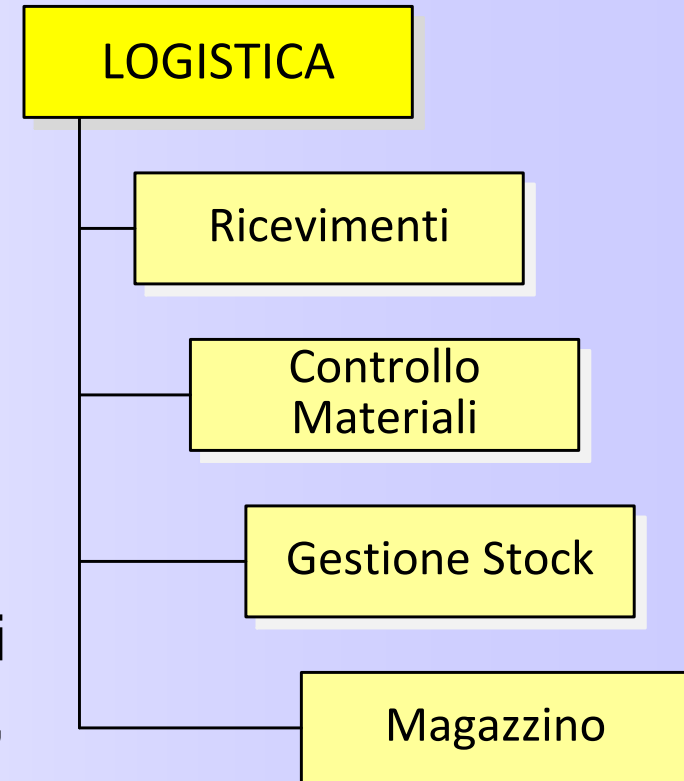 LOGISTICA
Ricevimenti
Controllo
Materiali
Gestione Stock
Magazzino